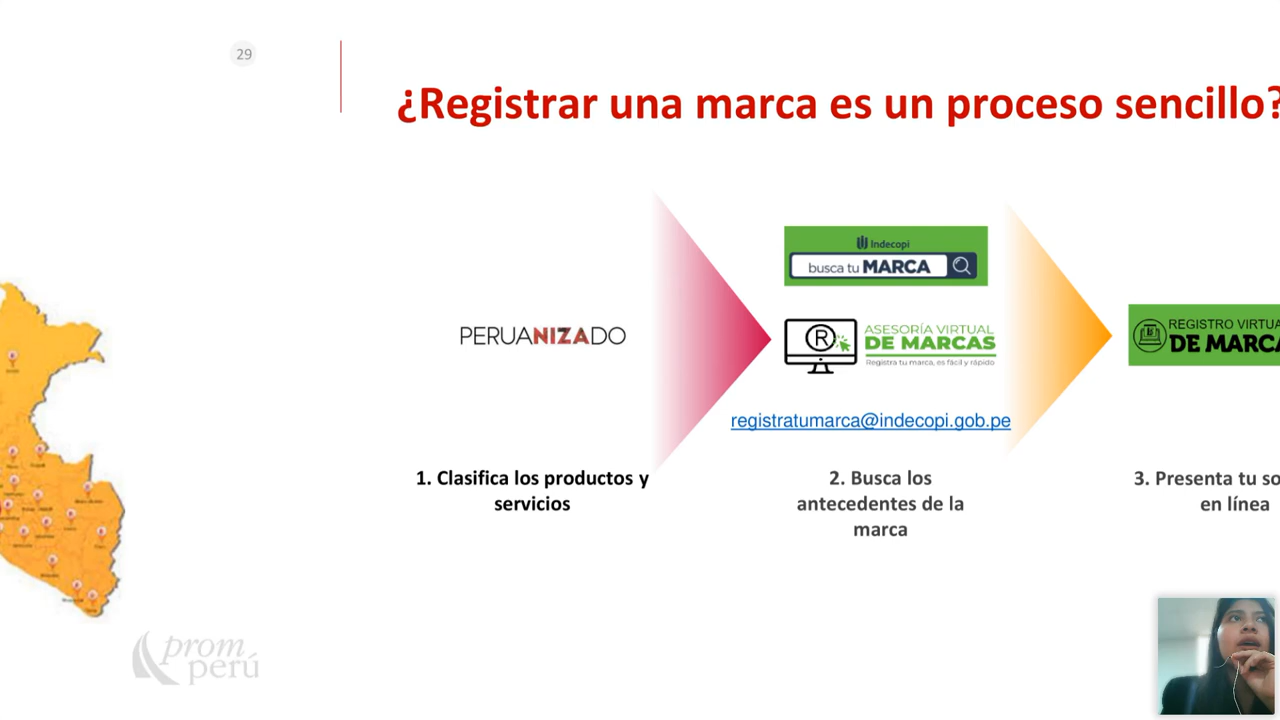 29
¿Registrar una marca es un proceso sencillo?
Indecopi
busca tu MARCA
PERUANIZADO
R
ASESORÍA VIRTUAL
DE MARCAS
Registra tu marca, es fácil y rápido
REGISTRO VIRTUA
DE MARCA
registratumarca@indecopi.gob.pe
1. Clasifica los productos y
servicios
2. Busca los
antecedentes de la
marca
3. Presenta tu so
en línea
prom
perú